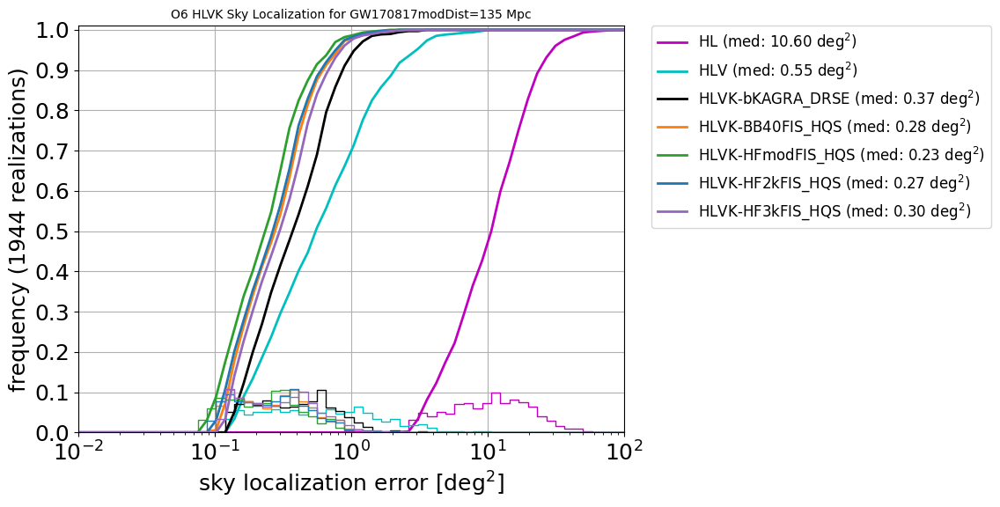 O6 HLVK Sky Localization for GW170817modDist=135 Mpc
frequency (1944 realizations)
1.0
0.9
0.8
0.7
0.6
0.5
0.4
0.3
0.2
0.1
0.0
10⁻² 10⁻¹ 10⁰ 10¹ 10²
sky localization error [deg²]
HL (med: 10.60 deg²)
HLV (med: 0.55 deg²)
HLVK-bKAGRA_DRSE (med: 0.37 deg²)
HLVK-BB40FIS_HQS (med: 0.28 deg²)
HLVK-HFmodFIS_HQS (med: 0.23 deg²)
HLVK-HF2kFIS_HQS (med: 0.27 deg²)
HLVK-HF3kFIS_HQS (med: 0.30 deg²)